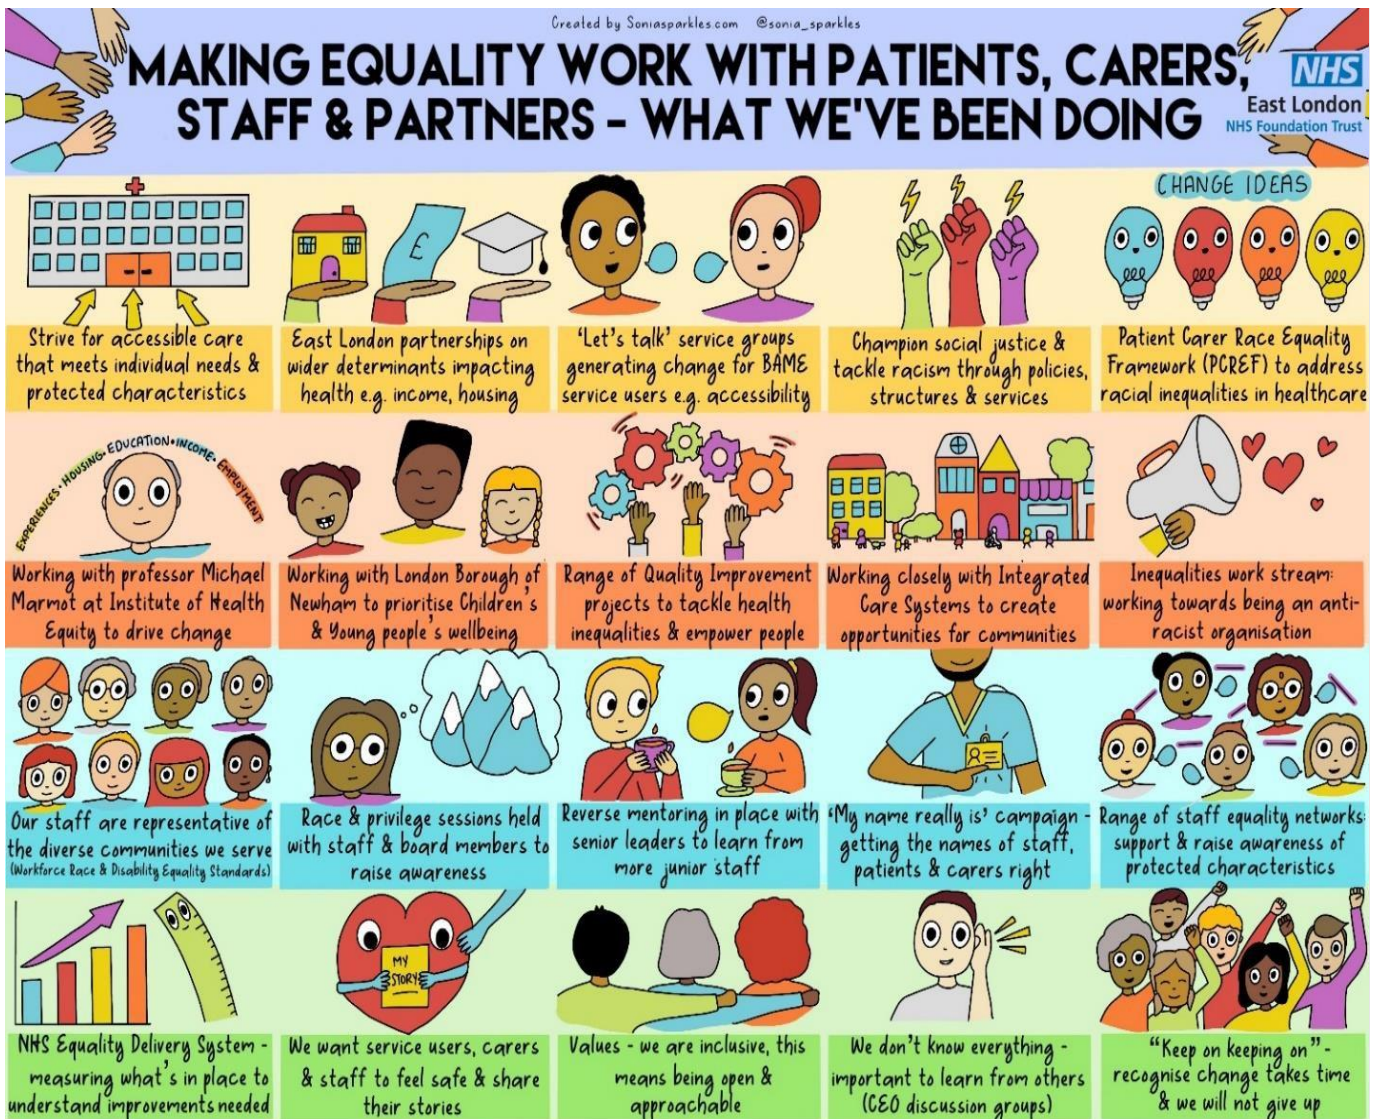 Created by Soniasparkles.com @sonia_sparkles
MAKING EQUALITY WORK WITH PATIENTS, CARERS,
STAFF & PARTNERS - WHAT WE'VE BEEN DOING
NHS
East London
NHS Foundation Trust
Strive for accessible care
that meets individual needs &
protected characteristics
£
East London partnerships on
wider determinants impacting
health e.g. income, housing
'Let's talk' service groups
generating change for BAME
service users e.g. accessibility
Champion social justice &
tackle racism through policies,
structures & services
CHANGE IDEAS
Patient Carer Race Equality
Framework (PCREF) to address
racial inequalities in healthcare
EXPERIENCES • HOUSING • EDUCATION • INCOME • EMPLOYMENT
Working with professor Michael
Marmot at Institute of Health
Equity to drive change
Working with London Borough of
Newham to prioritise Children's
& Young people's wellbeing
Range of Quality Improvement
projects to tackle health
inequalities & empower people
Working closely with Integrated
Care Systems to create
opportunities for communities
Inequalities work stream:
working towards being an anti-
racist organisation
Our staff are representative of
the diverse communities we serve
(Workforce Race & Disability Equality Standards)
Race & privilege sessions held
with staff & board members to
raise awareness
Reverse mentoring in place with
senior leaders to learn from
more junior staff
'My name really is' campaign -
getting the names of staff,
patients & carers right
Range of staff equality networks:
support & raise awareness of
protected characteristics
NHS Equality Delivery System -
measuring what's in place to
understand improvements needed
MY
STORY
We want service users, carers
& staff to feel safe & share
their stories
Values - we are inclusive, this
means being open &
approachable
We don't know everything -
important to learn from others
(CEO discussion groups)
"Keep on keeping on" -
recognise change takes time
& we will not give up